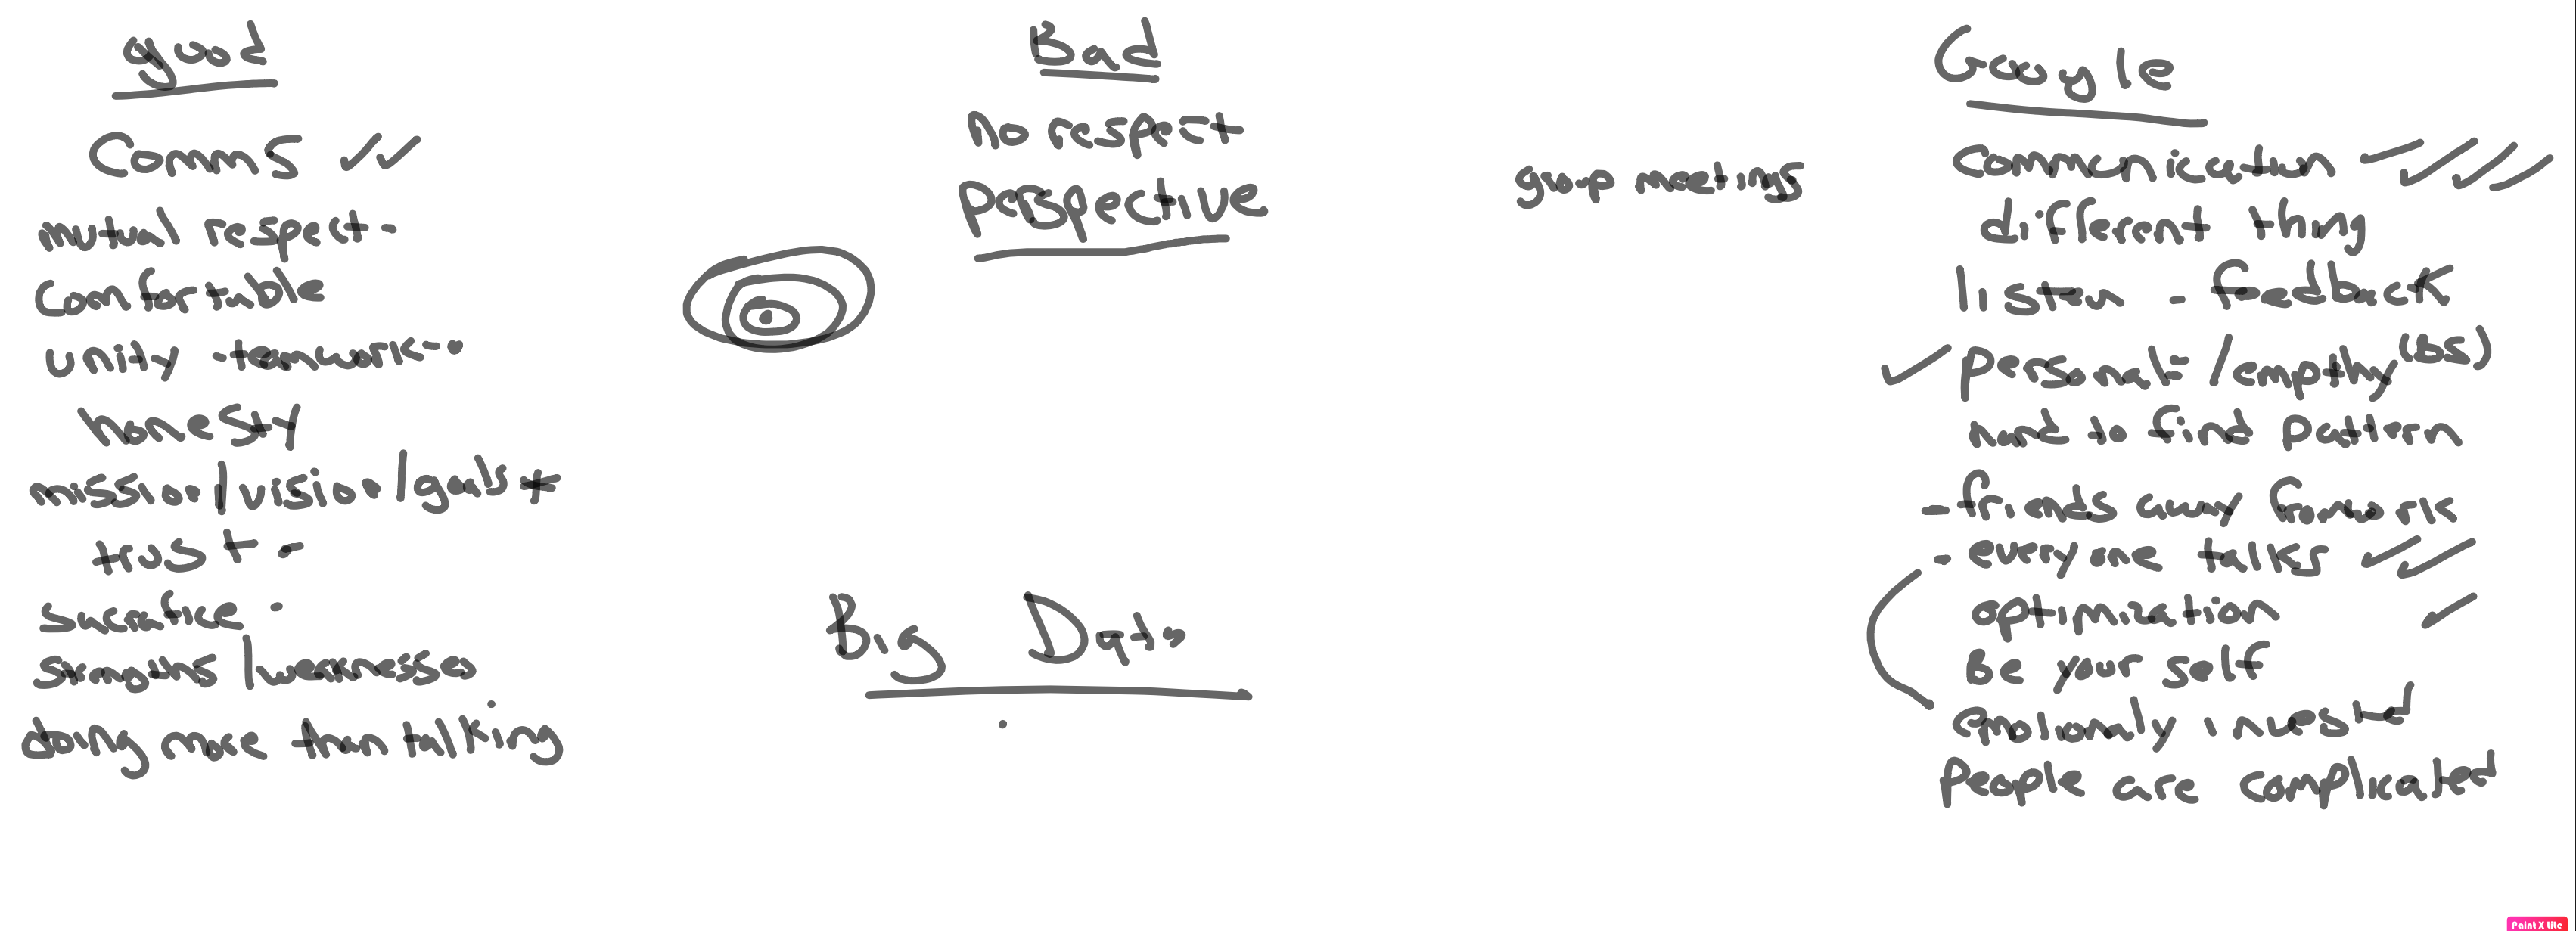 good
Comms
mutual respect -
comfortable
unity - teamwork -
honesty
mission/vision/goals *
trust -
sacrafice -
strengths/weaknesses
doing more than talking
Bad
no respect
perspective
Big Data
group meetings
Google
communication
different thing
listen - feedback
personal /empthy (BS)
hard to find pattern
- friends away from work
- everyone talks
optimization
Be your self
emotionaly invested
People are complicated
Paint X Lite